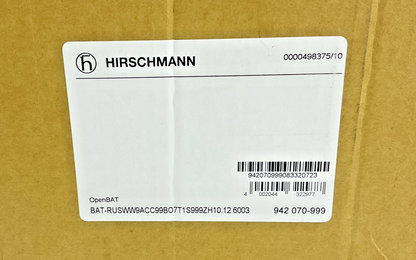 HIRSCHMANN
0000498375/10
942070999083320723
4 002044 322977
OpenBAT
BAT-RUSWW9ACC99BO7T1S999ZH10.12.6003
942 070-999